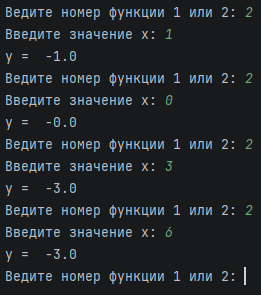 Ведите номер функции 1 или 2: 2
Введите значение x: 1
y =  -1.0
Ведите номер функции 1 или 2: 2
Введите значение x: 0
y =  -0.0
Ведите номер функции 1 или 2: 2
Введите значение x: 3
y =  -3.0
Ведите номер функции 1 или 2: 2
Введите значение x: 6
y =  -3.0
Ведите номер функции 1 или 2: